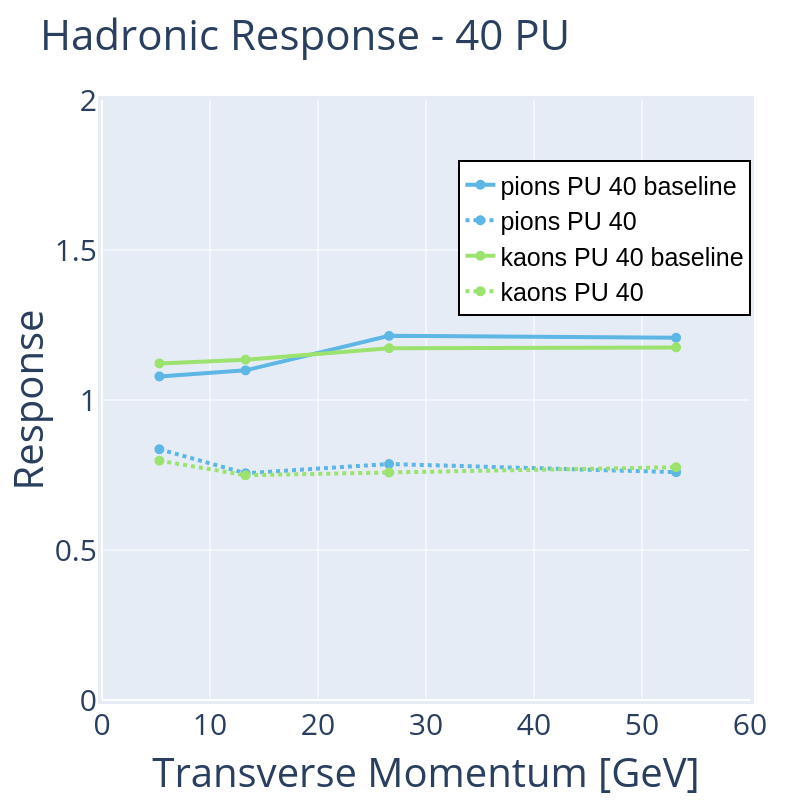 Hadronic Response - 40 PU
2
1.5
1
0.5
0
Response
pions PU 40 baseline
pions PU 40
kaons PU 40 baseline
kaons PU 40
0 10 20 30 40 50 60
Transverse Momentum [GeV]